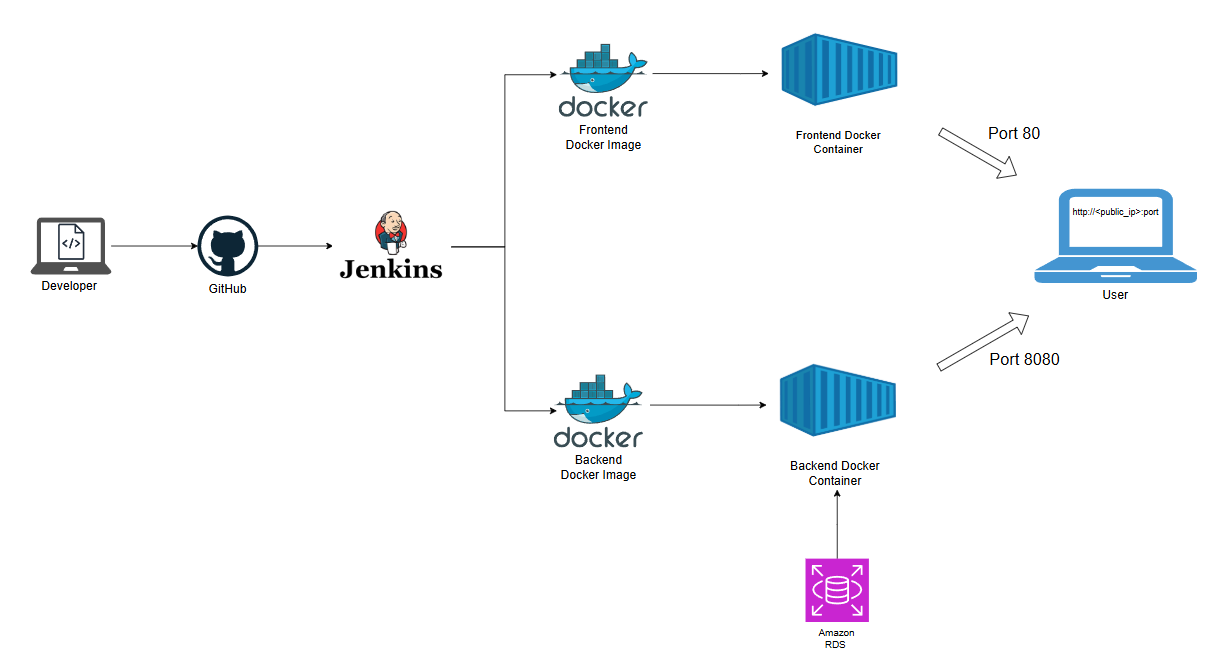 docker
Frontend
Docker Image
Frontend Docker
Container
Port 80
http://<public_ip>:port
User
</>
Developer
GitHub
Jenkins
Port 8080
docker
Backend
Docker Image
Backend Docker
Container
Amazon
RDS